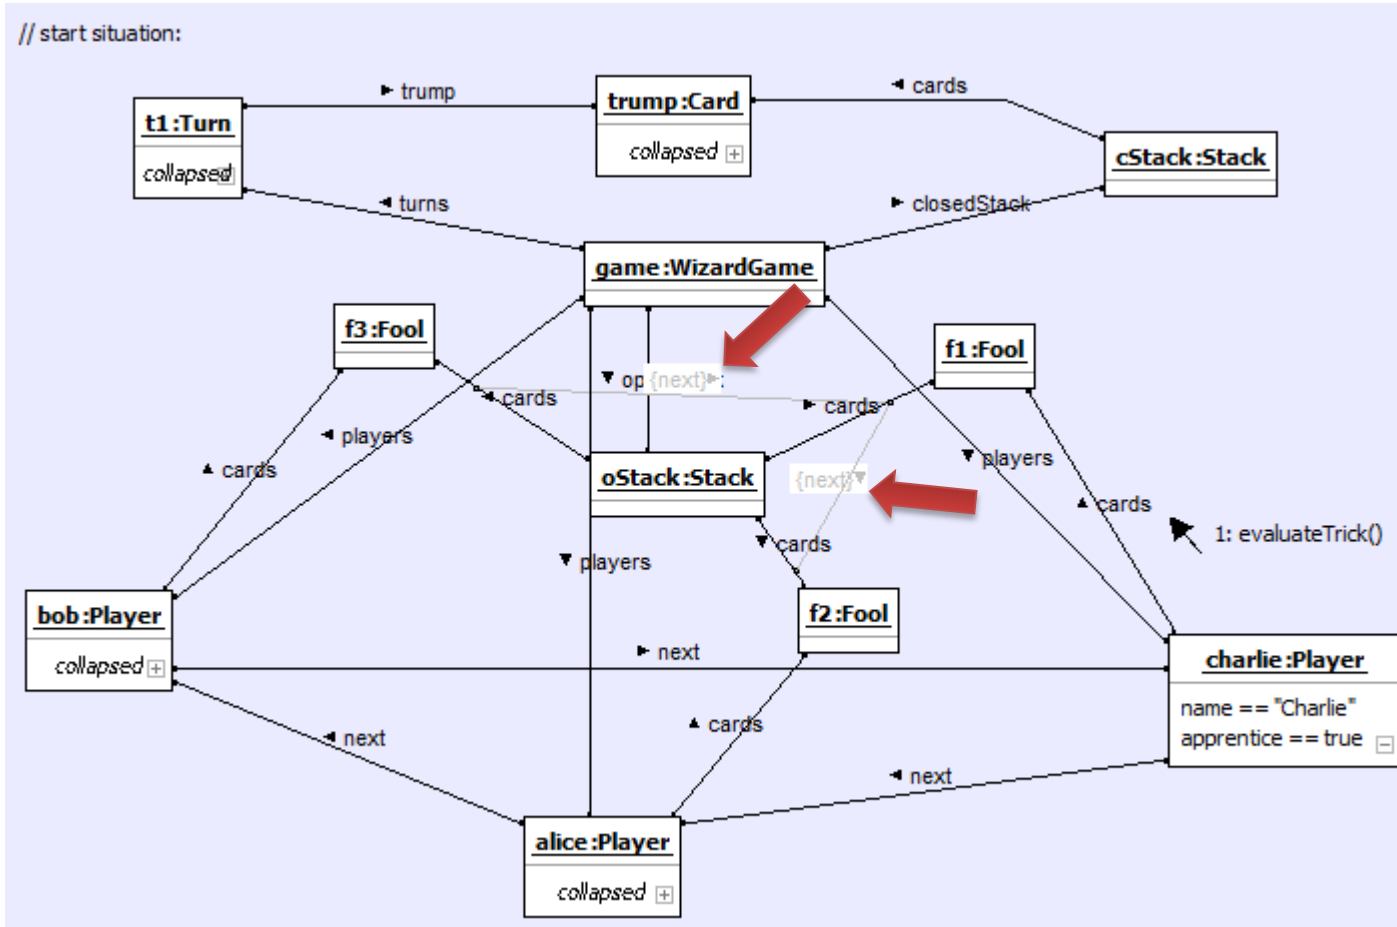 // start situation:
trump
trump :Card
collapsed
cards
t1 :Turn
collapsed
cStack :Stack
turns
closedStack
game :WizardGame
f3 :Fool
f1 :Fool
op {next} :
cards
cards
players
players
cards
oStack :Stack
{next}
cards
1: evaluateTrick()
cards
players
bob :Player
collapsed
f2 :Fool
next
charlie :Player
name == "Charlie"
apprentice == true
cards
next
next
alice :Player
collapsed